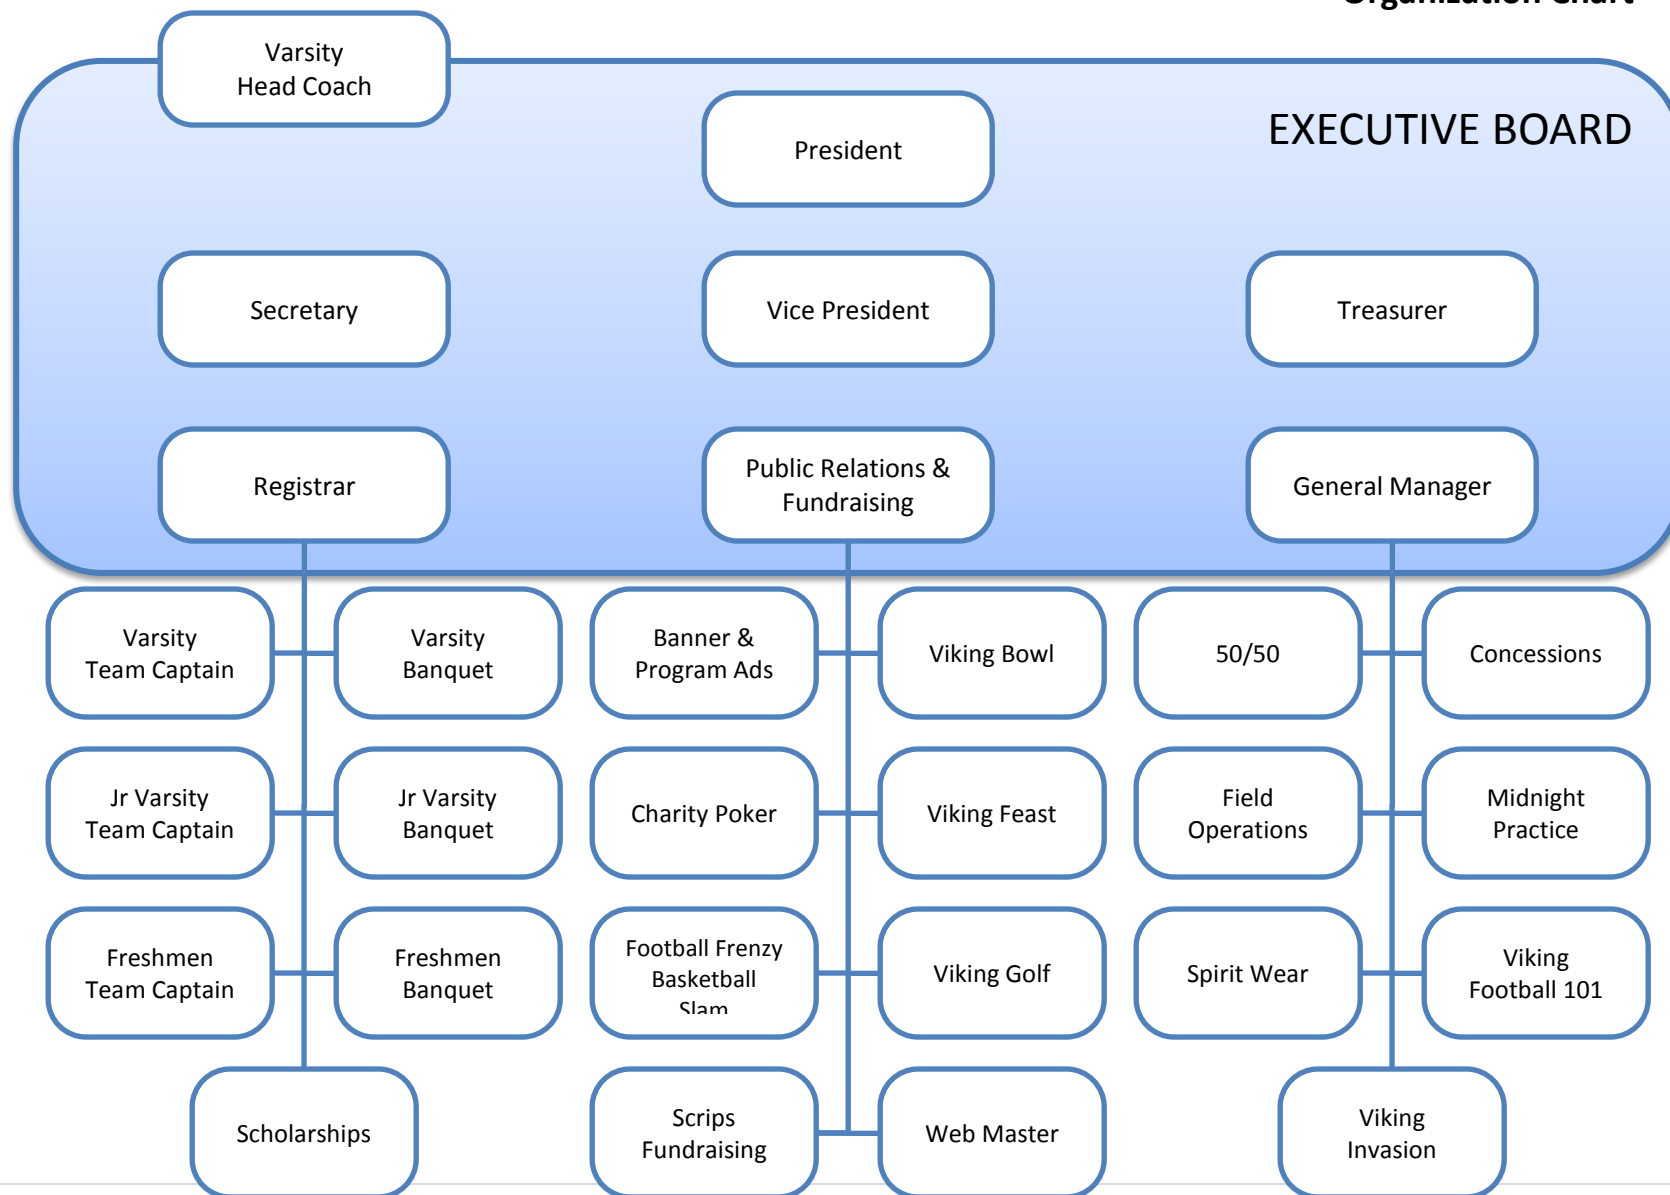 Organization Chart
Varsity
Head Coach
EXECUTIVE BOARD
President
Secretary
Vice President
Treasurer
Registrar
Public Relations &
Fundraising
General Manager
Varsity
Team Captain
Varsity
Banquet
Banner &
Program Ads
Viking Bowl
50/50
Concessions
Jr Varsity
Team Captain
Jr Varsity
Banquet
Charity Poker
Viking Feast
Field
Operations
Midnight
Practice
Freshmen
Team Captain
Freshmen
Banquet
Football Frenzy
Basketball
Slam
Viking Golf
Spirit Wear
Viking
Football 101
Scholarships
Scrips
Fundraising
Web Master
Viking
Invasion